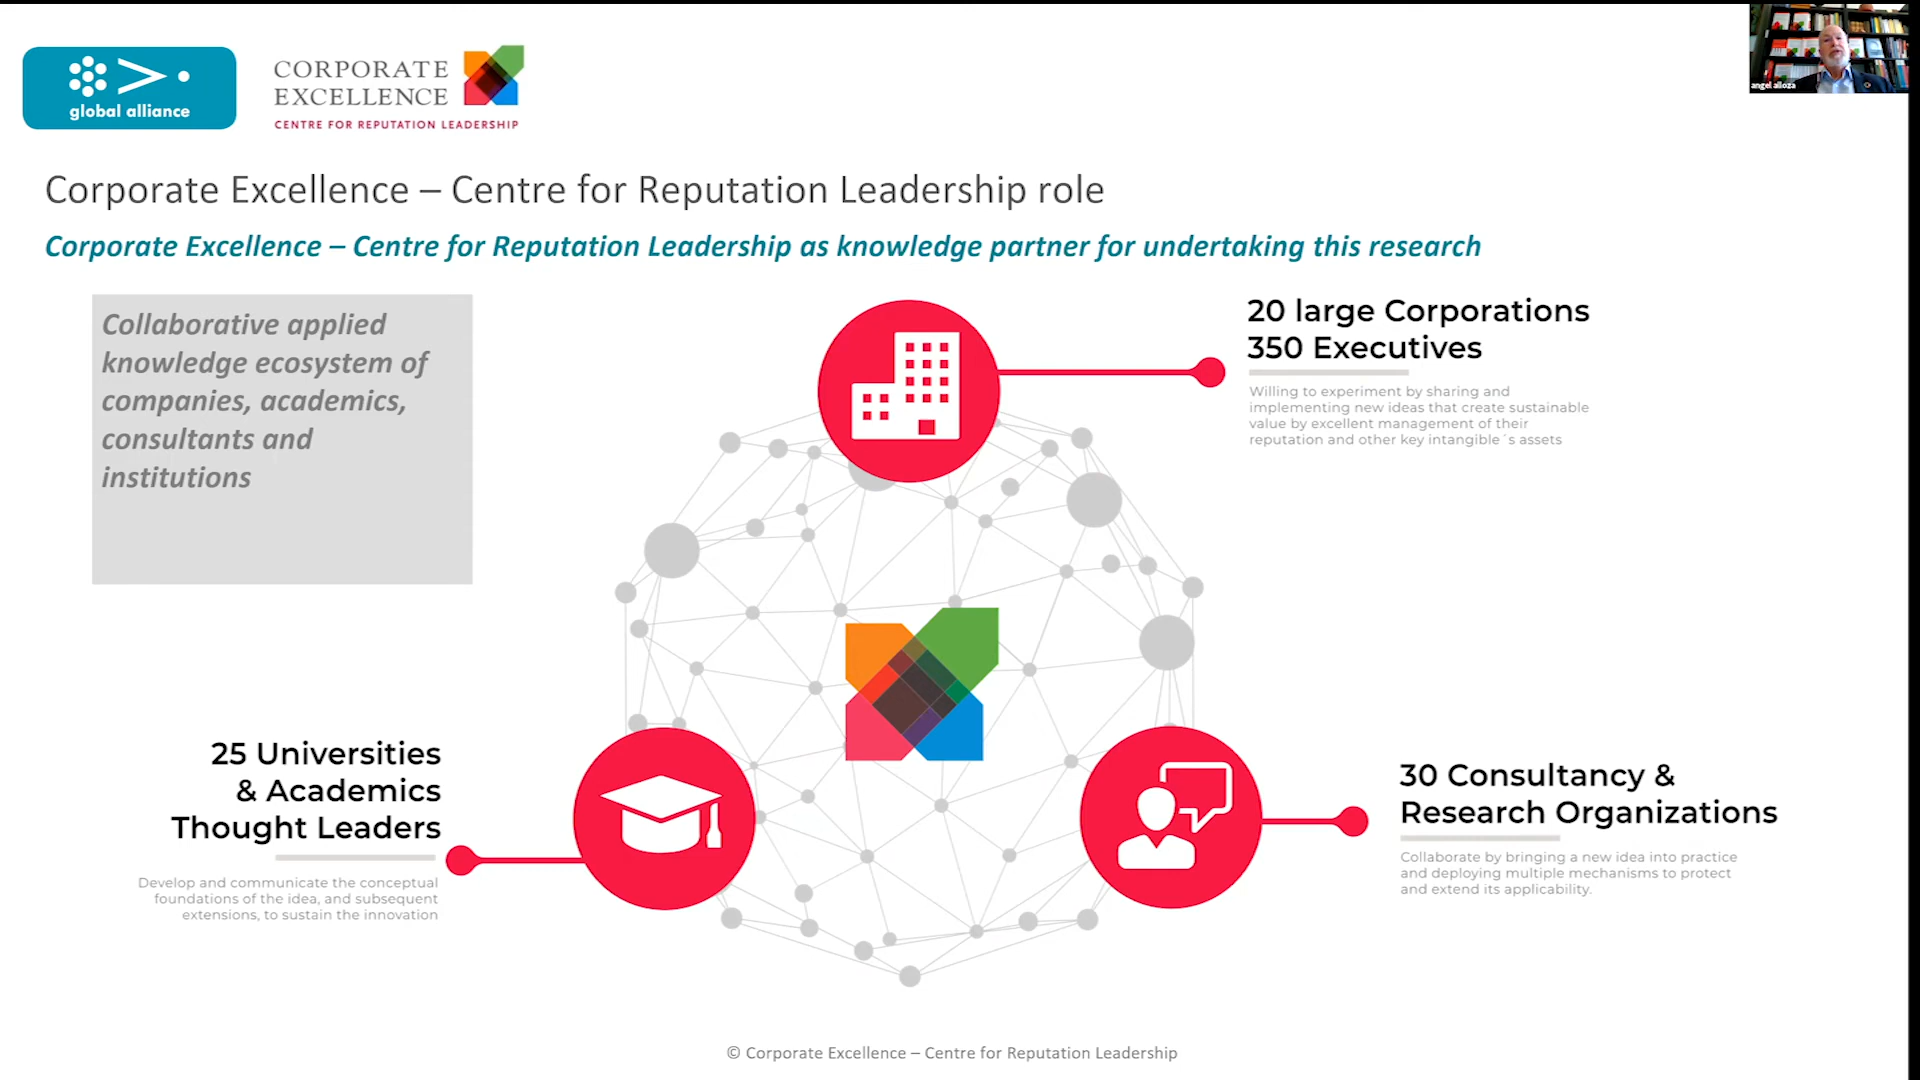 global alliance
CORPORATE
EXCELLENCE
CENTRE FOR REPUTATION LEADERSHIP
angel alloza
Corporate Excellence – Centre for Reputation Leadership role
Corporate Excellence – Centre for Reputation Leadership as knowledge partner for undertaking this research
Collaborative applied
knowledge ecosystem of
companies, academics,
consultants and
institutions
20 large Corporations
350 Executives
Willing to experiment by sharing and
implementing new ideas that create sustainable
value by excellent management of their
reputation and other key intangible´s assets
25 Universities
& Academics
Thought Leaders
Develop and communicate the conceptual
foundations of the idea, and subsequent
extensions, to sustain the innovation
30 Consultancy &
Research Organizations
Collaborate by bringing a new idea into practice
and deploying multiple mechanisms to protect
and extend its applicability.
© Corporate Excellence – Centre for Reputation Leadership